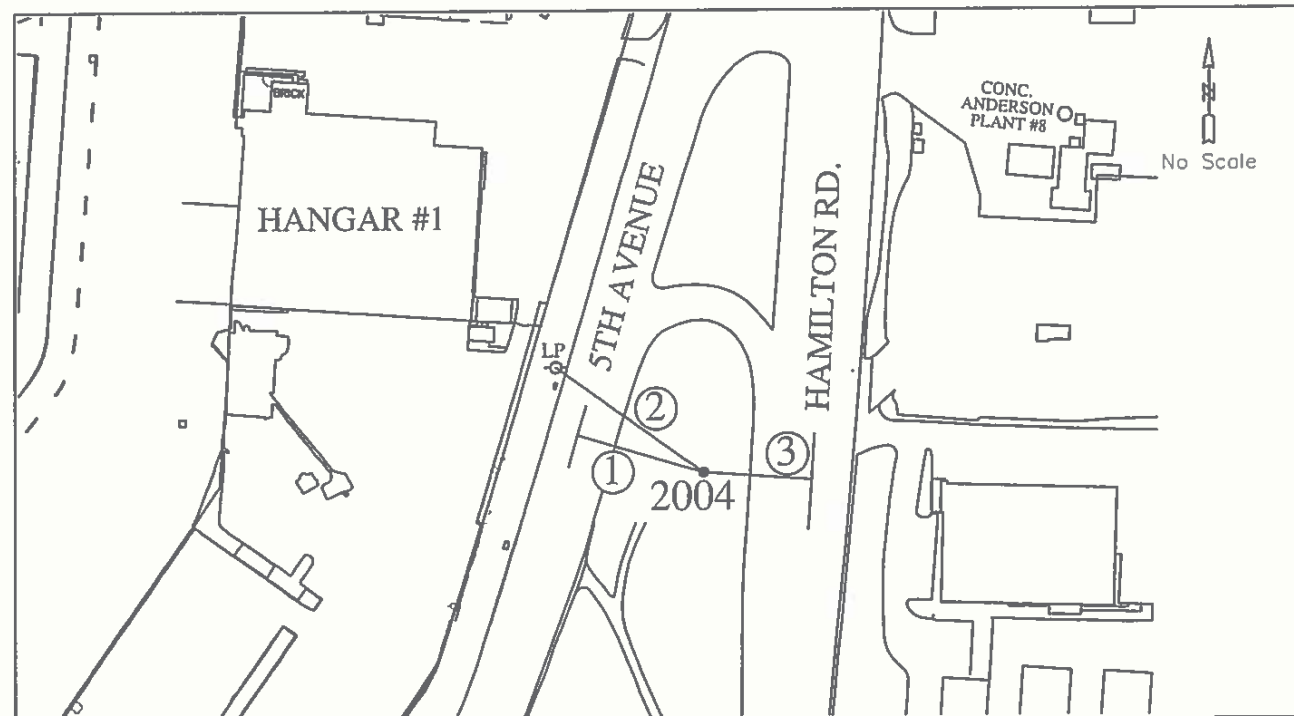 BRICK
CONC.
ANDERSON
PLANT #8
N
No Scale
HANGAR #1
5TH AVENUE
HAMILTON RD.
LP
2
1
3
2004